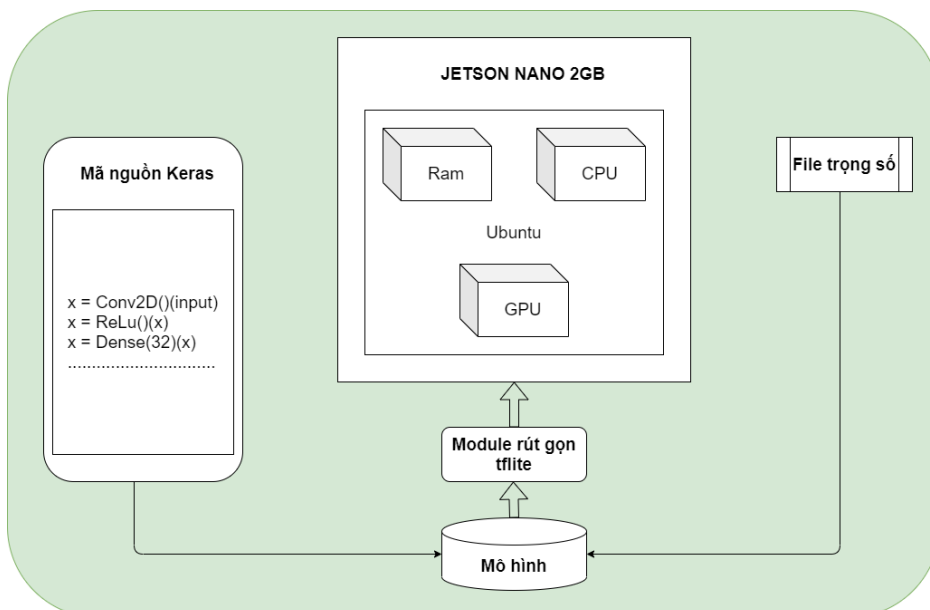 JETSON NANO 2GB
Ram
CPU
Ubuntu
GPU
Mã nguồn Keras
x = Conv2D()(input)
x = ReLu()(x)
x = Dense(32)(x)
................................
File trọng số
Module rút gọn
tflite
Mô hình